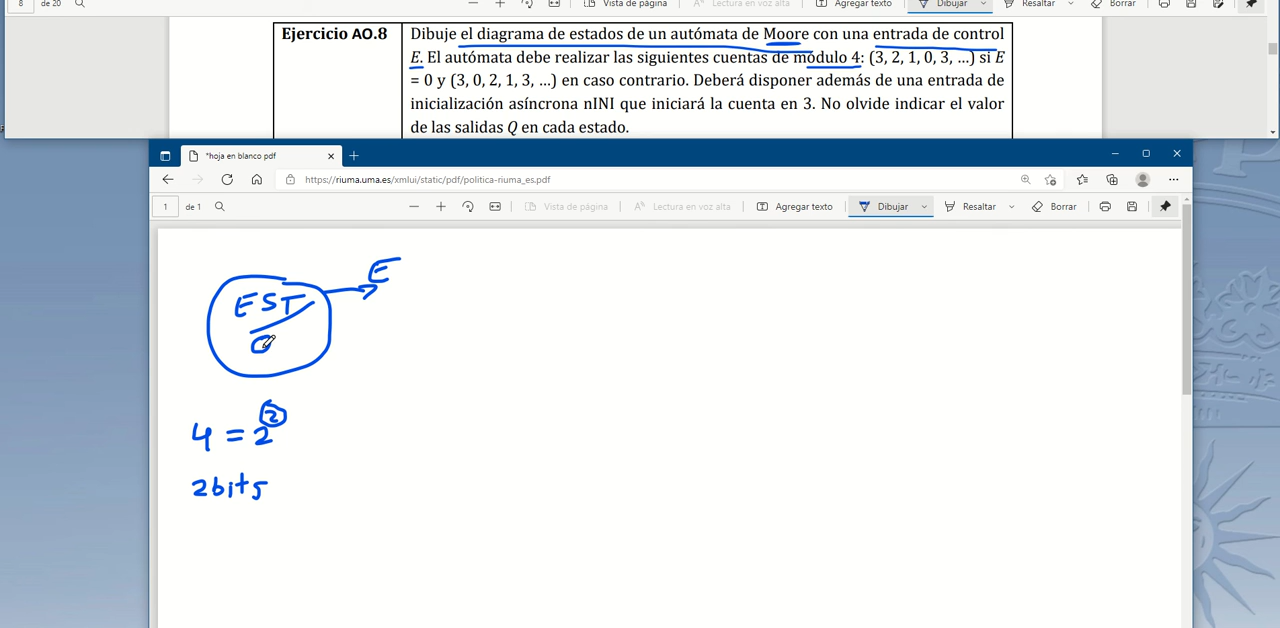 8 de 20 Vista de página Lectura en voz alta Agregar texto Dibujar Resaltar Borrar
Ejercicio AO.8 Dibuje el diagrama de estados de un autómata de Moore con una entrada de control
E. El autómata debe realizar las siguientes cuentas de módulo 4: (3, 2, 1, 0, 3, ...) si E
= 0 y (3, 0, 2, 1, 3, ...) en caso contrario. Deberá disponer además de una entrada de
inicialización asíncrona nINI que iniciará la cuenta en 3. No olvide indicar el valor
de las salidas Q en cada estado.
*hoja en blanco pdf
https://riuma.uma.es/xmlui/static/pdf/politica-riuma_es.pdf
1 de 1 Vista de página Lectura en voz alta Agregar texto Dibujar Resaltar Borrar
E
EST
4 = 2²
2bits